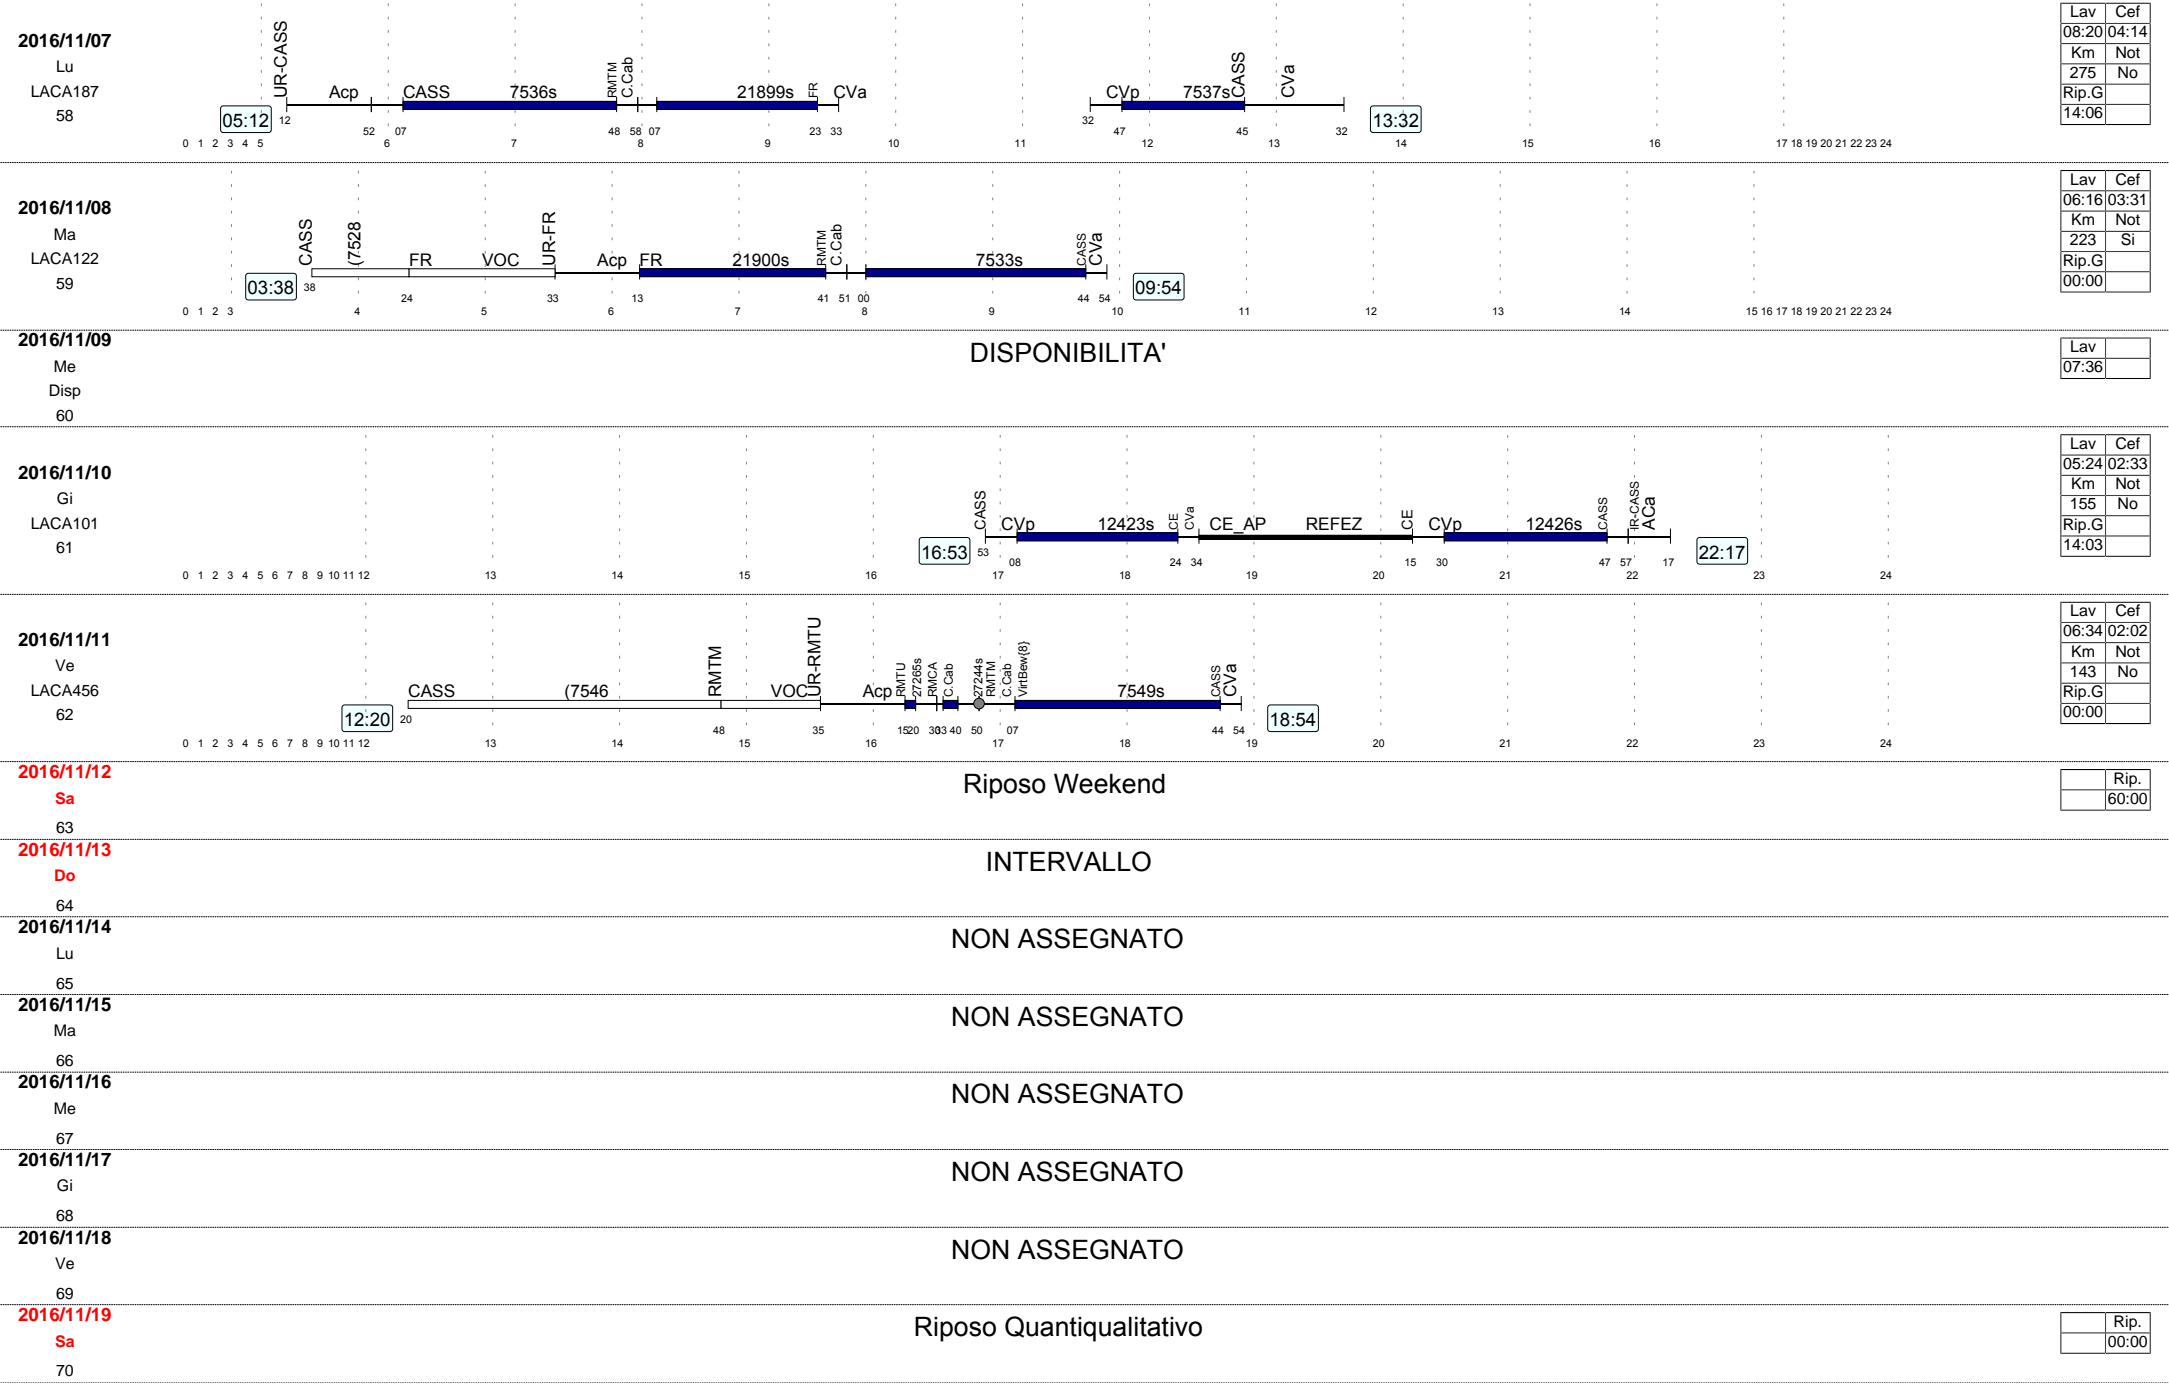 2016/11/07
Lu
LACA187
58
05:12
UR-CASS Acp CASS 7536s RMTM C.Cab 21899s FR CVa CVp 7537s CASS CVa
12 52 07 48 58 07 23 33 32 47 45 32
13:32
0 1 2 3 4 5 6 7 8 9 10 11 12 13 14 15 16 17 18 19 20 21 22 23 24
Lav Cef
08:20 04:14
Km Not
275 No
Rip.G
14:06
2016/11/08
Ma
LACA122
59
03:38
CASS (7528 FR VOC UR-FR Acp FR 21900s RMTM C.Cab 7533s CASS CVa
38 24 33 13 41 51 00 44 54
09:54
0 1 2 3 4 5 6 7 8 9 10 11 12 13 14 15 16 17 18 19 20 21 22 23 24
Lav Cef
06:16 03:31
Km Not
223 Si
Rip.G
00:00
2016/11/09
Me
Disp
60
DISPONIBILITA'
Lav
07:36
2016/11/10
Gi
LACA101
61
16:53
CASS CVp 12423s CE CVa CE_AP REFEZ CE CVp 12426s CASS IR-CASS ACa
53 08 24 34 15 30 47 57 17
22:17
0 1 2 3 4 5 6 7 8 9 10 11 12 13 14 15 16 17 18 19 20 21 22 23 24
Lav Cef
05:24 02:33
Km Not
155 No
Rip.G
14:03
2016/11/11
Ve
LACA456
62
12:20
CASS (7546 RMTM VOC UR-RMTU Acp RMTU 27265s RMCA C.Cab 27244s RMTM C.Cab VirtBew{8} 7549s CASS CVa
20 48 35 15 20 30 33 40 50 07 44 54
18:54
0 1 2 3 4 5 6 7 8 9 10 11 12 13 14 15 16 17 18 19 20 21 22 23 24
Lav Cef
06:34 02:02
Km Not
143 No
Rip.G
00:00
2016/11/12
Sa
63
Riposo Weekend
Rip.
60:00
2016/11/13
Do
64
INTERVALLO
2016/11/14
Lu
65
NON ASSEGNATO
2016/11/15
Ma
66
NON ASSEGNATO
2016/11/16
Me
67
NON ASSEGNATO
2016/11/17
Gi
68
NON ASSEGNATO
2016/11/18
Ve
69
NON ASSEGNATO
2016/11/19
Sa
70
Riposo Quantiqualitativo
Rip.
00:00